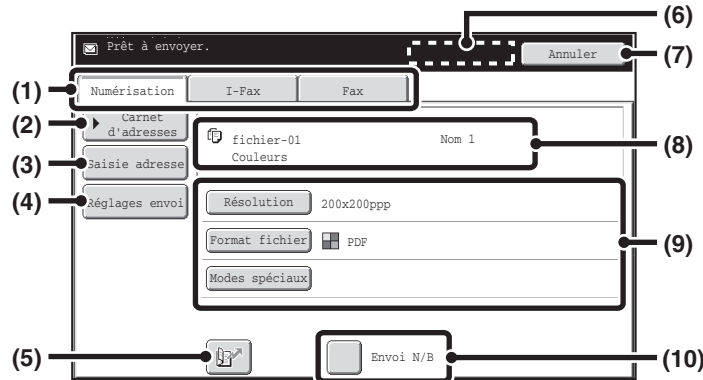 (6)
Prêt à envoyer.
Annuler
(7)
(1)
Numérisation
I-Fax
Fax
(2)
Carnet
d'adresses
fichier-01
Nom 1
(8)
Couleurs
(3)
Saisie adresse
(4)
Réglages envoi
Résolution
200x200ppp
Format fichier
PDF
(9)
Modes spéciaux
(5)
Envoi N/B
(10)